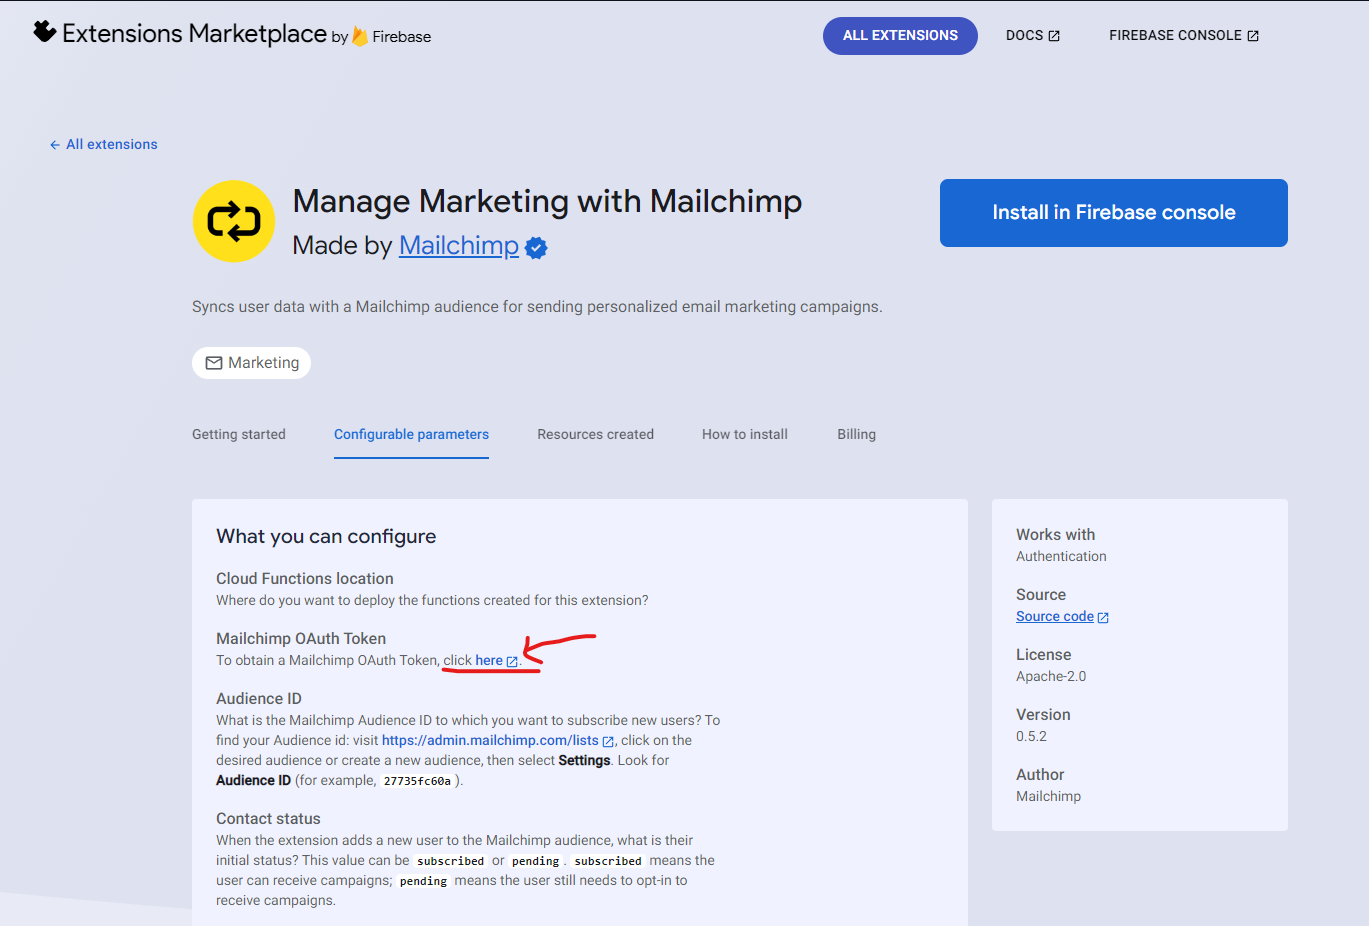 Extensions Marketplace by Firebase
ALL EXTENSIONS
DOCS
FIREBASE CONSOLE
← All extensions
Manage Marketing with Mailchimp
Made by Mailchimp
Install in Firebase console
Syncs user data with a Mailchimp audience for sending personalized email marketing campaigns.
Marketing
Getting started
Configurable parameters
Resources created
How to install
Billing
What you can configure
Cloud Functions location
Where do you want to deploy the functions created for this extension?
Mailchimp OAuth Token
To obtain a Mailchimp OAuth Token, click here.
Audience ID
What is the Mailchimp Audience ID to which you want to subscribe new users? To
find your Audience id: visit https://admin.mailchimp.com/lists, click on the
desired audience or create a new audience, then select Settings. Look for
Audience ID (for example, 27735fc60a ).
Contact status
When the extension adds a new user to the Mailchimp audience, what is their
initial status? This value can be subscribed or pending . subscribed means the
user can receive campaigns; pending means the user still needs to opt-in to
receive campaigns.
Works with
Authentication
Source
Source code
License
Apache-2.0
Version
0.5.2
Author
Mailchimp